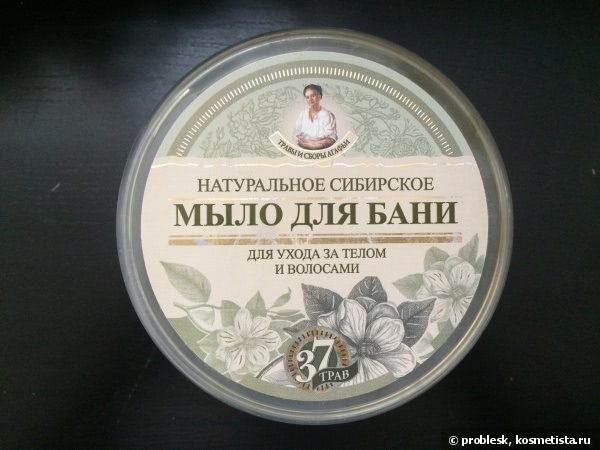 ТРАВЫ И СБОРЫ АГАФЬИ
НАТУРАЛЬНОЕ СИБИРСКОЕ
МЫЛО ДЛЯ БАНИ
ДЛЯ УХОДА ЗА ТЕЛОМ
И ВОЛОСАМИ
37
ТРАВ
© problesk, kosmetista.ru